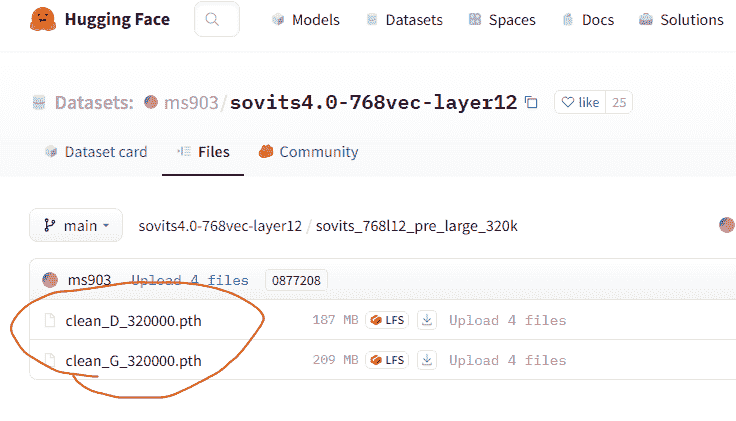 Hugging Face Models Datasets Spaces Docs Solutions
Datasets: ms903/sovits4.0-768vec-layer12 like 25
Dataset card Files Community
main sovits4.0-768vec-layer12 / sovits_768l12_pre_large_320k
ms903 Upload 4 files 0877208
clean_D_320000.pth 187 MB LFS Upload 4 files
clean_G_320000.pth 209 MB LFS Upload 4 files